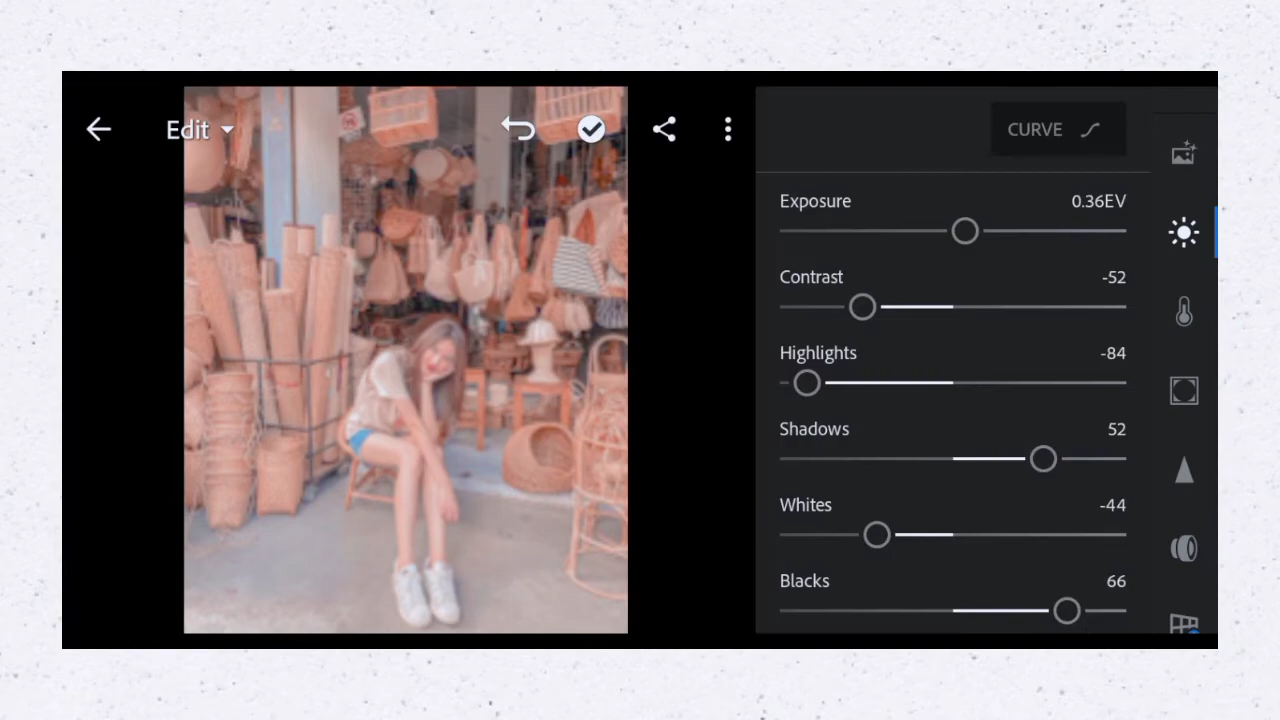 Edit
CURVE
Exposure 0.36EV
Contrast -52
Highlights -84
Shadows 52
Whites -44
Blacks 66